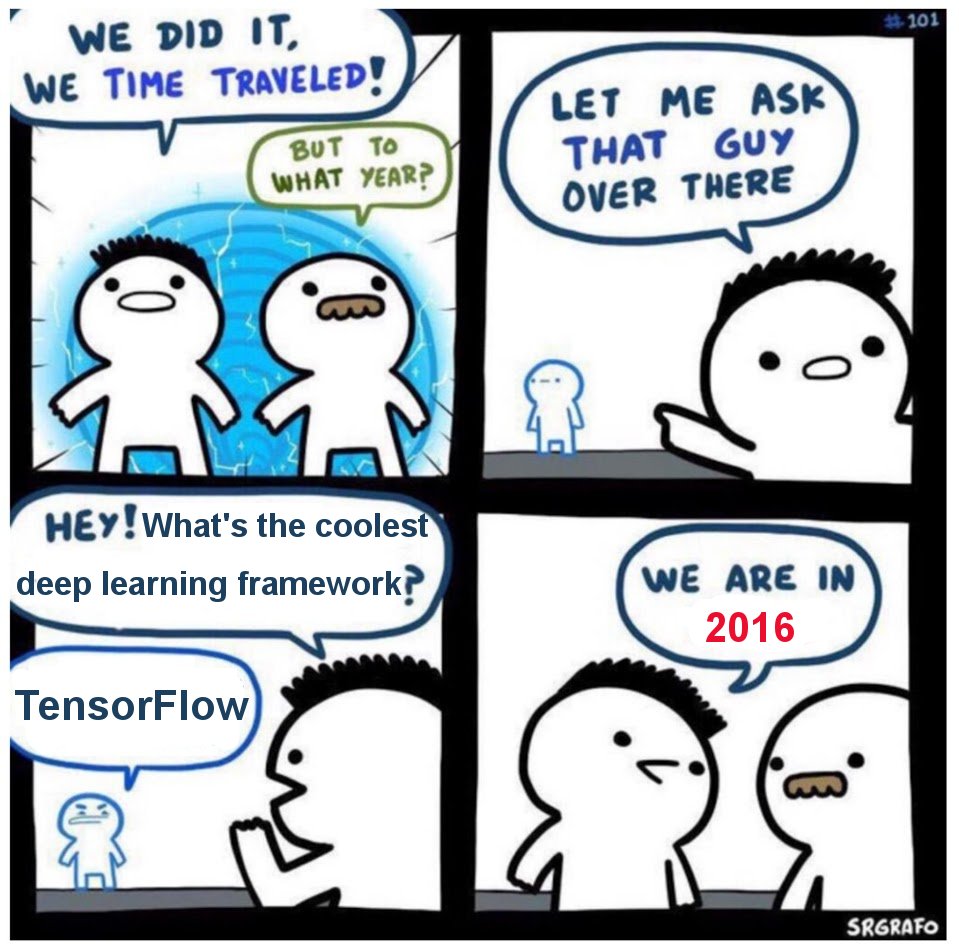 #101
WE DID IT,
WE TIME TRAVELED!
BUT TO
WHAT YEAR?
LET ME ASK
THAT GUY
OVER THERE
HEY! What's the coolest
deep learning framework?
TensorFlow
WE ARE IN
2016
SRGRAFO